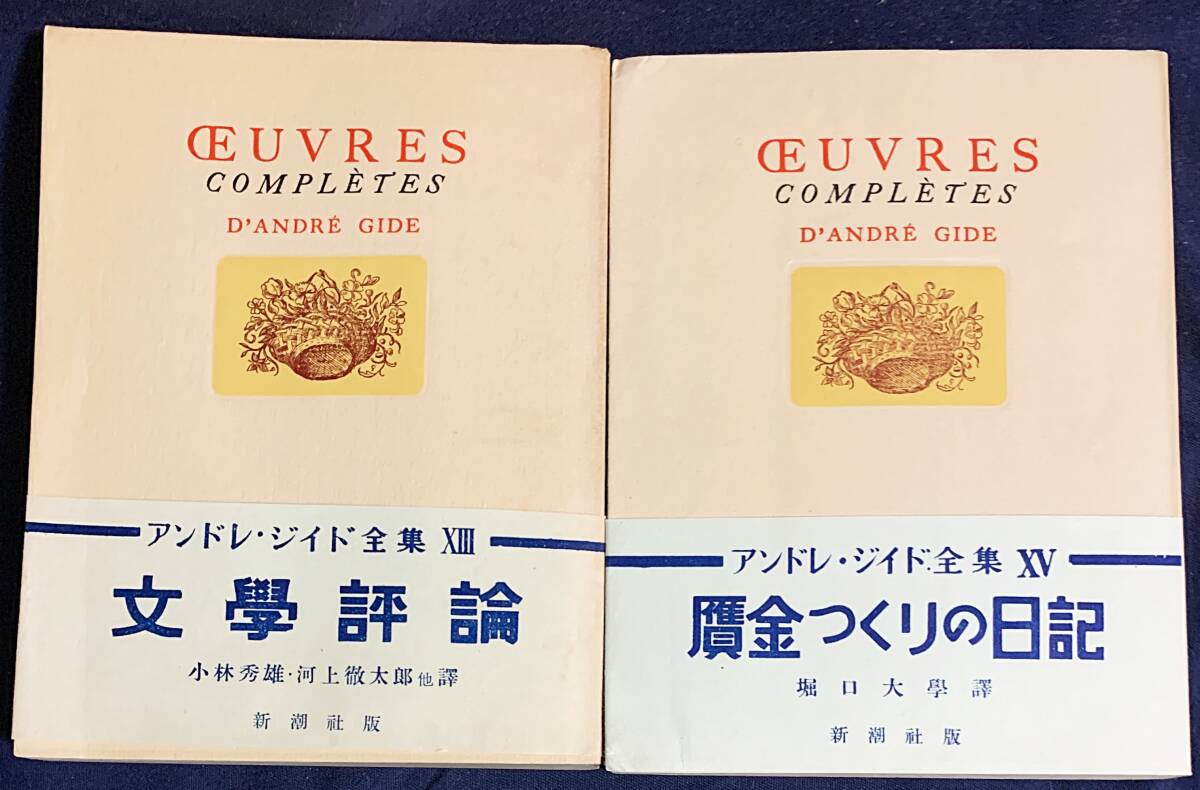 ŒUVRES
COMPLÈTES
D'ANDRÉ GIDE
アンドレ・ジイド全集 XIII
文學評論
小林秀雄・河上徹太郎他譯
新潮社版
ŒUVRES
COMPLÈTES
D'ANDRÉ GIDE
アンドレ・ジイド全集 XV
贋金つくりの日記
堀口大學譯
新潮社版